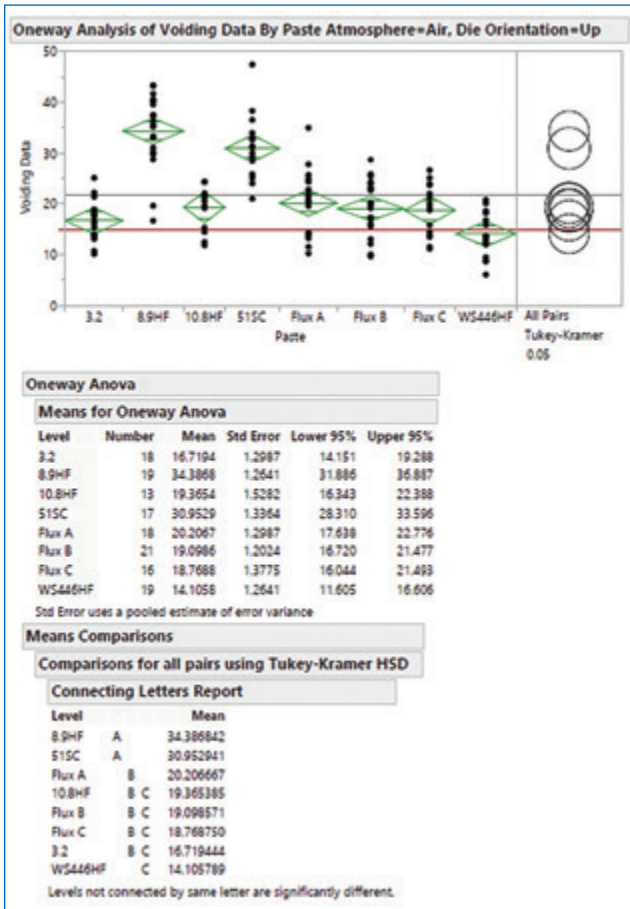 Oneway Analysis of Voiding Data By Paste Atmosphere=Air, Die Orientation=Up
50
40
30
20
10
0
Voiding Data
3.2 8.9HF 10.8HF 51SC Flux A Flux B Flux C WS446HF All Pairs
Paste Tukey-Kramer
0.05
Oneway Anova
Means for Oneway Anova
Level Number Mean Std Error Lower 95% Upper 95%
3.2 18 16.7194 1.2987 14.151 19.288
8.9HF 19 34.3868 1.2641 31.886 36.887
10.8HF 13 19.3654 1.5282 16.343 22.388
51SC 17 30.9529 1.3364 28.310 33.596
Flux A 18 20.2067 1.2987 17.638 22.776
Flux B 21 19.0986 1.2024 16.720 21.477
Flux C 16 18.7688 1.3775 16.044 21.493
WS446HF 19 14.1058 1.2641 11.605 16.606
Std Error uses a pooled estimate of error variance
Means Comparisons
Comparisons for all pairs using Tukey-Kramer HSD
Connecting Letters Report
Level Mean
8.9HF A 34.386842
51SC A 30.952941
Flux A B 20.206667
10.8HF B C 19.365385
Flux B B C 19.098571
Flux C B C 18.768750
3.2 B C 16.719444
WS446HF C 14.105789
Levels not connected by same letter are significantly different.